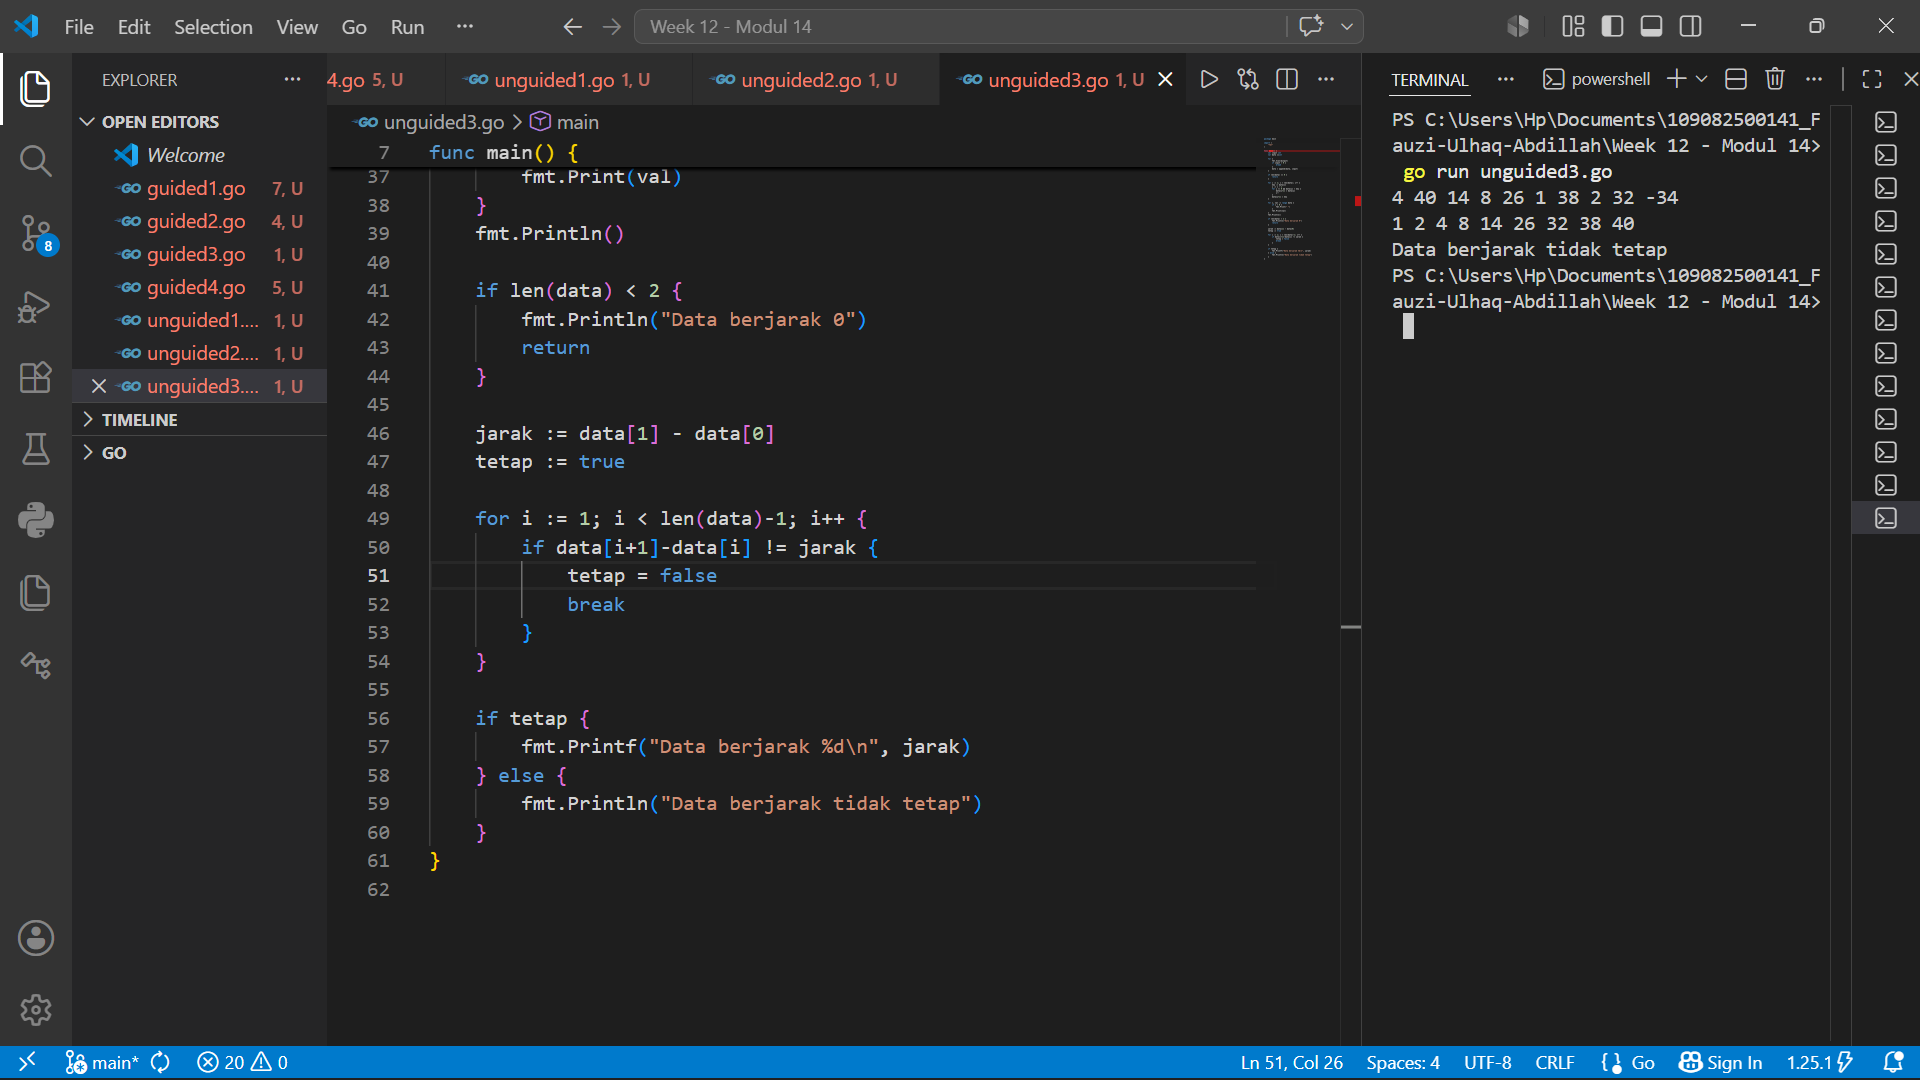 File Edit Selection View Go Run ··· Week 12 - Modul 14
EXPLORER ···
OPEN EDITORS
Welcome
guided1.go 7, U
guided2.go 4, U
guided3.go 1, U
guided4.go 5, U
unguided1.... 1, U
unguided2.... 1, U
unguided3.... 1, U
TIMELINE
GO
8
4.go 5, U GO unguided1.go 1, U GO unguided2.go 1, U GO unguided3.go 1, U
GO unguided3.go > main
7 func main() {
37 fmt.Print(val)
38 }
39 fmt.Println()
40
41 if len(data) < 2 {
42 fmt.Println("Data berjarak 0")
43 return
44 }
45
46 jarak := data[1] - data[0]
47 tetap := true
48
49 for i := 1; i < len(data)-1; i++ {
50 if data[i+1]-data[i] != jarak {
51 tetap = false
52 break
53 }
54 }
55
56 if tetap {
57 fmt.Printf("Data berjarak %d\n", jarak)
58 } else {
59 fmt.Println("Data berjarak tidak tetap")
60 }
61 }
62
TERMINAL ··· powershell
PS C:\Users\Hp\Documents\109082500141_F
auzi-Ulhaq-Abdillah\Week 12 - Modul 14>
go run unguided3.go
4 40 14 8 26 1 38 2 32 -34
1 2 4 8 14 26 32 38 40
Data berjarak tidak tetap
PS C:\Users\Hp\Documents\109082500141_F
auzi-Ulhaq-Abdillah\Week 12 - Modul 14>
main* 20 0 Ln 51, Col 26 Spaces: 4 UTF-8 CRLF {} Go Sign In 1.25.1